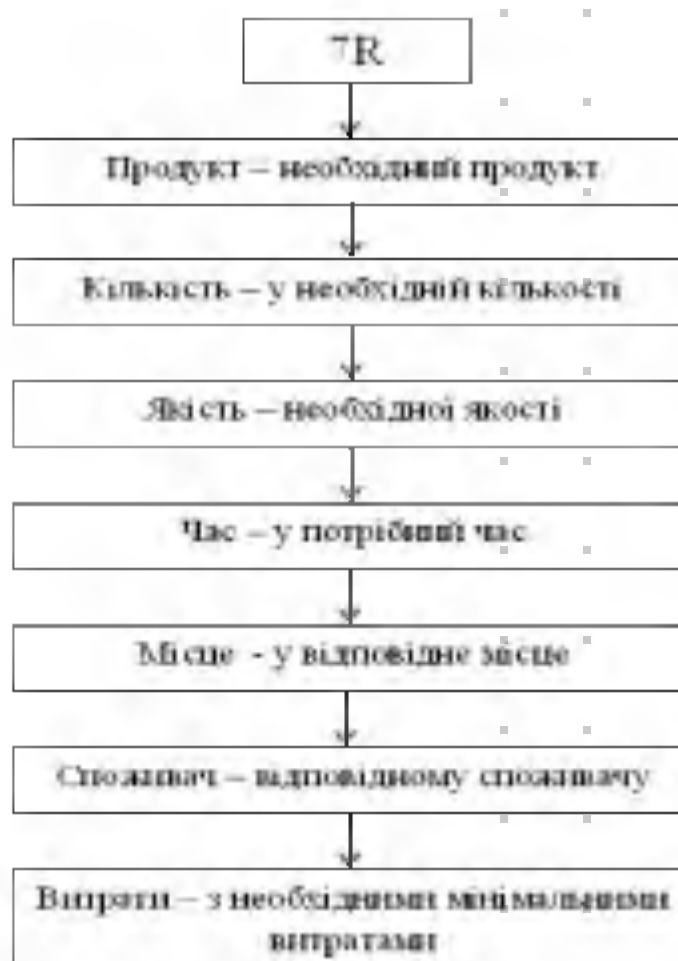 7R
Продукт – необхідний продукт
Кількість – у необхідній кількості
Якість – необхідної якості
Час – у потрібний час
Місце - у відповідне місце
Споживач – відповідному споживачу
Витрати – з необхідними мінімальними
витратами